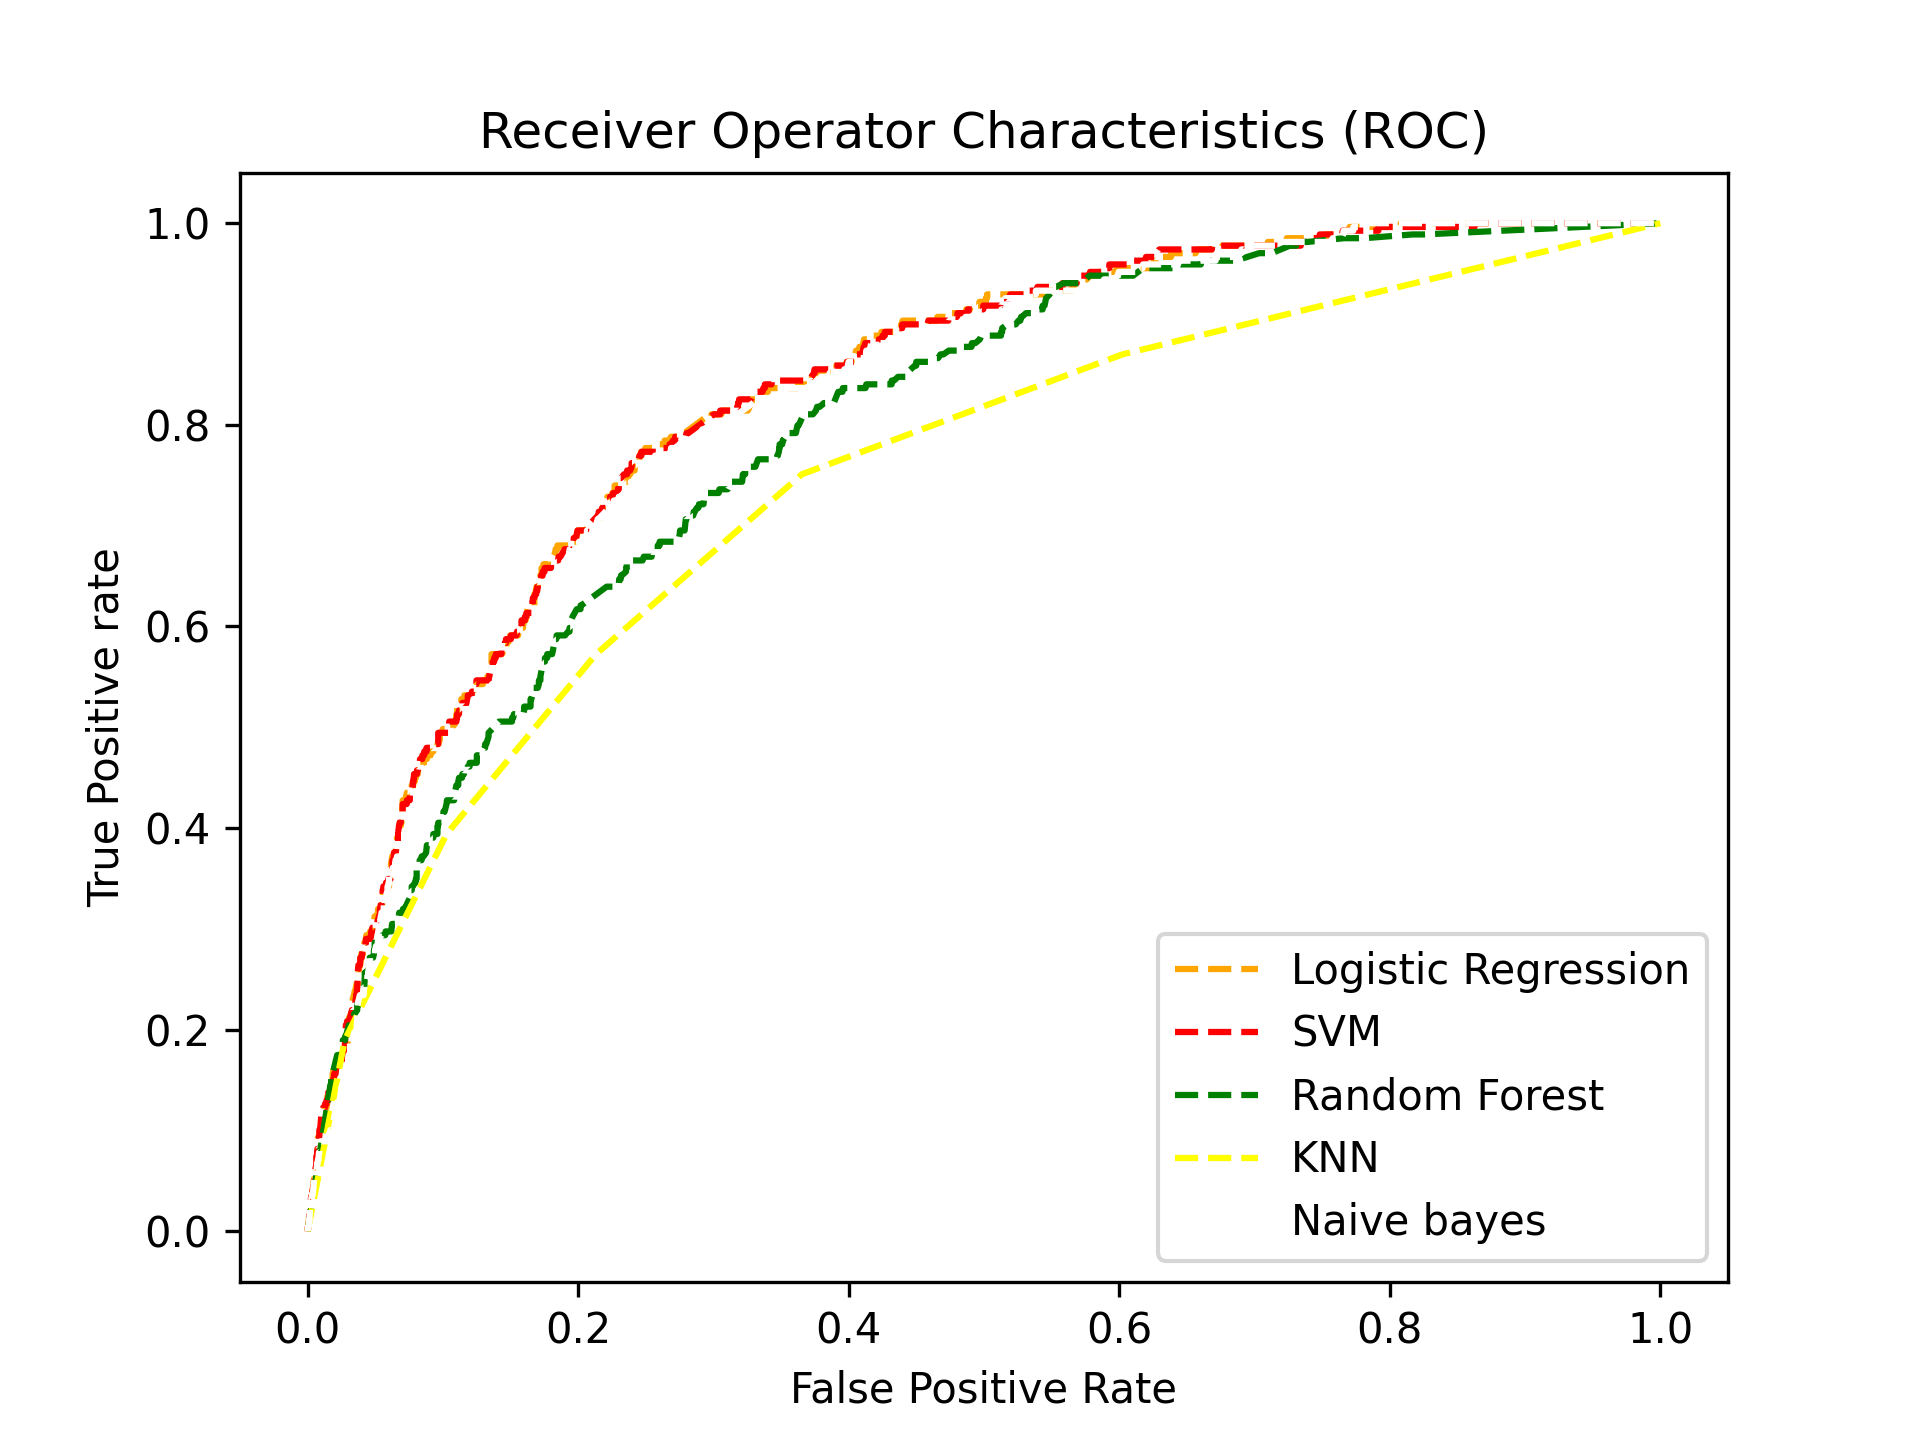 Receiver Operator Characteristics (ROC)
True Positive rate
1.0
0.8
0.6
0.4
0.2
0.0
Logistic Regression
SVM
Random Forest
KNN
Naive bayes
0.0 0.2 0.4 0.6 0.8 1.0
False Positive Rate